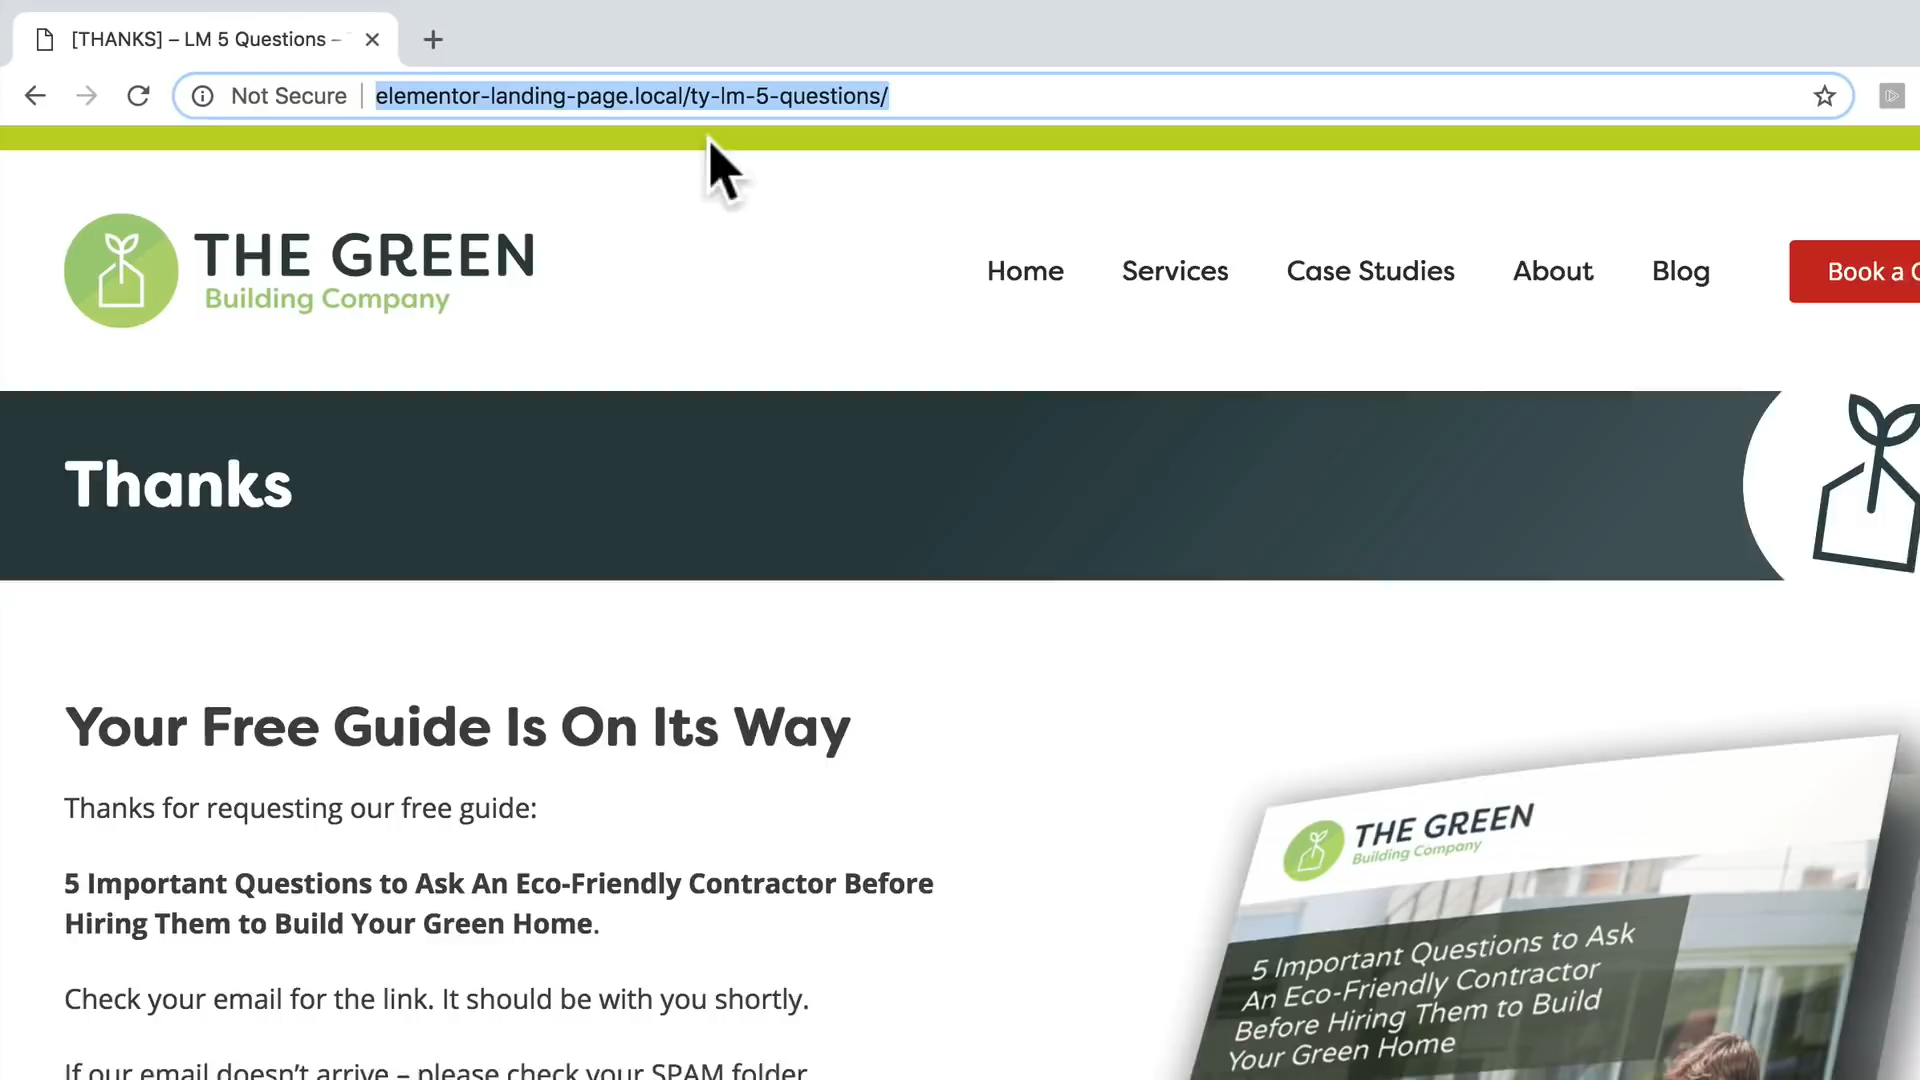 [THANKS] – LM 5 Questions –
Not Secure
elementor-landing-page.local/ty-lm-5-questions/
THE GREEN
Building Company
Home
Services
Case Studies
About
Blog
Book a
Thanks
Your Free Guide Is On Its Way
Thanks for requesting our free guide:
5 Important Questions to Ask An Eco-Friendly Contractor Before
Hiring Them to Build Your Green Home.
Check your email for the link. It should be with you shortly.
If our email doesn't arrive – please check your SPAM folder
THE GREEN
Building Company
5 Important Questions to Ask
An Eco-Friendly Contractor
Before Hiring Them to Build
Your Green Home